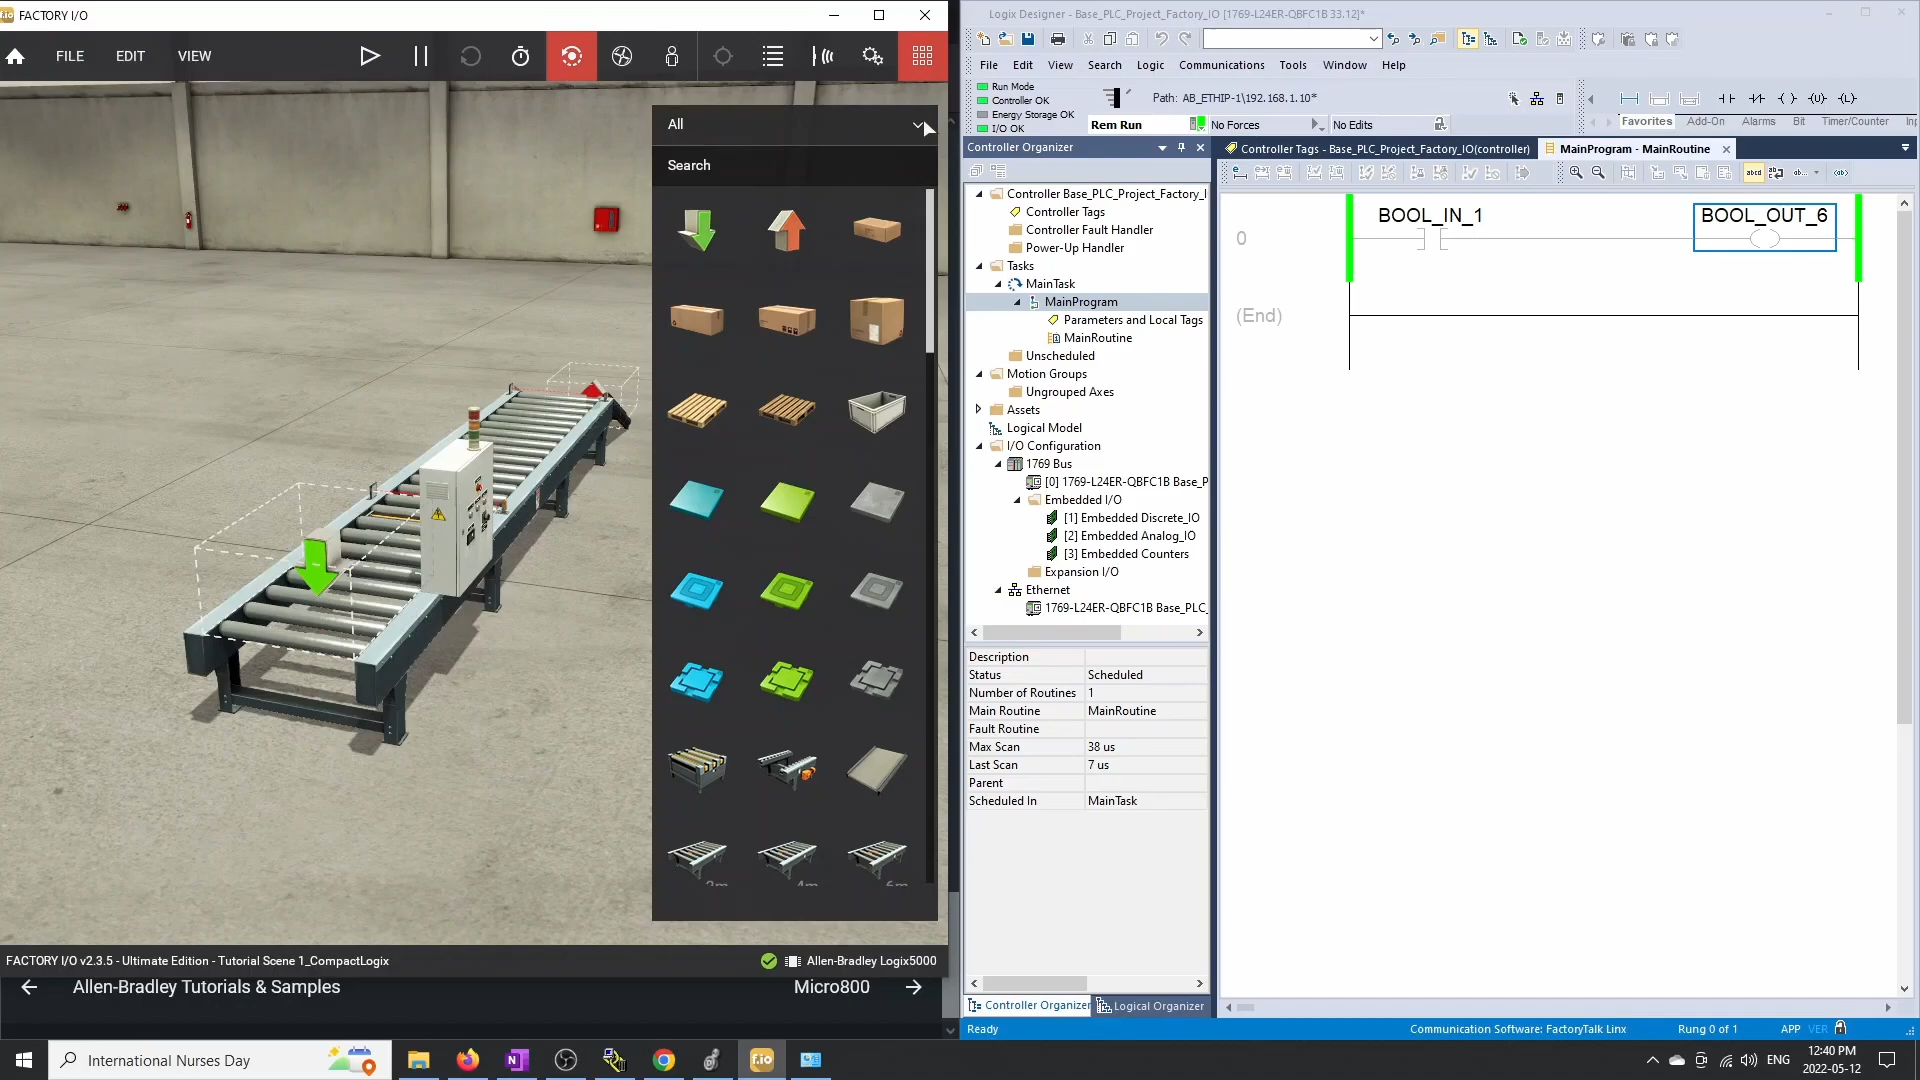 FACTORY I/O
FILE
EDIT
VIEW
All
Search
2m
4m
6m
FACTORY I/O v2.3.5 - Ultimate Edition - Tutorial Scene 1_CompactLogix
Allen-Bradley Logix5000
Allen-Bradley Tutorials & Samples
Micro800
Logix Designer - Base_PLC_Project_Factory_IO [1769-L24ER-QBFC1B 33.12]*
File Edit View Search Logic Communications Tools Window Help
Run Mode
Controller OK
Energy Storage OK
I/O OK
Path: AB_ETHIP-1\192.168.1.10*
Rem Run
No Forces
No Edits
Favorites Add-On Alarms Bit Timer/Counter
Controller Organizer
Controller Tags - Base_PLC_Project_Factory_IO(controller)
MainProgram - MainRoutine
Controller Base_PLC_Project_Factory_I
Controller Tags
Controller Fault Handler
Power-Up Handler
Tasks
MainTask
MainProgram
Parameters and Local Tags
MainRoutine
Unscheduled
Motion Groups
Ungrouped Axes
Assets
Logical Model
I/O Configuration
1769 Bus
[0] 1769-L24ER-QBFC1B Base_P
Embedded I/O
[1] Embedded Discrete_IO
[2] Embedded Analog_IO
[3] Embedded Counters
Expansion I/O
Ethernet
1769-L24ER-QBFC1B Base_PLC_
Description
Status Scheduled
Number of Routines 1
Main Routine MainRoutine
Fault Routine
Max Scan 38 us
Last Scan 7 us
Parent
Scheduled In MainTask
Controller Organizer
Logical Organizer
BOOL_IN_1
BOOL_OUT_6
0
(End)
Ready
Communication Software: FactoryTalk Linx
Rung 0 of 1
APP VER
International Nurses Day
ENG
12:40 PM
2022-05-12